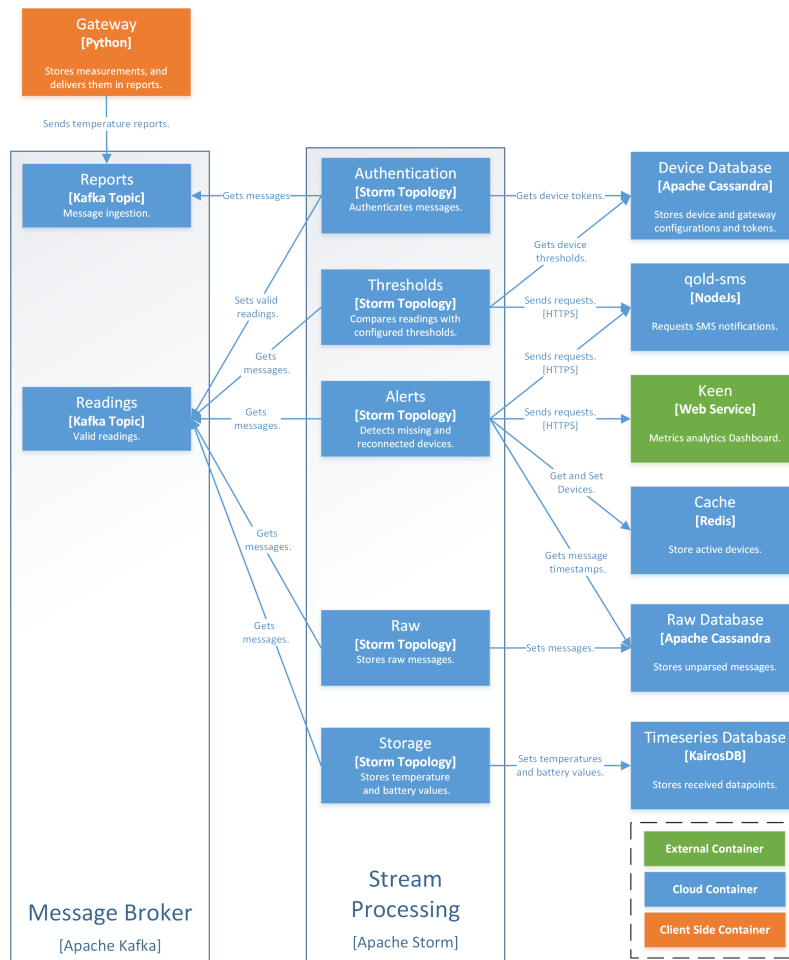 Gateway
[Python]
Stores measurements, and
delivers them in reports.
Sends temperature reports.
Reports
[Kafka Topic]
Message ingestion.
Gets messages
Authentication
[Storm Topology]
Authenticates messages.
Gets device tokens.
Device Database
[Apache Cassandra]
Stores device and gateway
configurations and tokens.
Gets device
thresholds.
Sets valid
readings.
Thresholds
[Storm Topology]
Compares readings with
configured thresholds.
Sends requests.
[HTTPS]
qold-sms
[NodeJs]
Requests SMS notifications.
Gets
messages.
Sends requests.
[HTTPS]
Readings
[Kafka Topic]
Valid readings.
Gets
messages.
Alerts
[Storm Topology]
Detects missing and
reconnected devices.
Sends requests.
[HTTPS]
Keen
[Web Service]
Metrics analytics Dashboard.
Get and Set
Devices.
Cache
[Redis]
Store active devices.
Gets
messages.
Gets message
timestamps.
Gets
messages.
Raw
[Storm Topology]
Stores raw messages.
Sets messages.
Raw Database
[Apache Cassandra
Stores unparsed messages.
Storage
[Storm Topology]
Stores temperature
and battery values.
Sets temperatures
and battery values.
Timeseries Database
[KairosDB]
Stores received datapoints.
External Container
Cloud Container
Client Side Container
Message Broker
[Apache Kafka]
Stream
Processing
[Apache Storm]